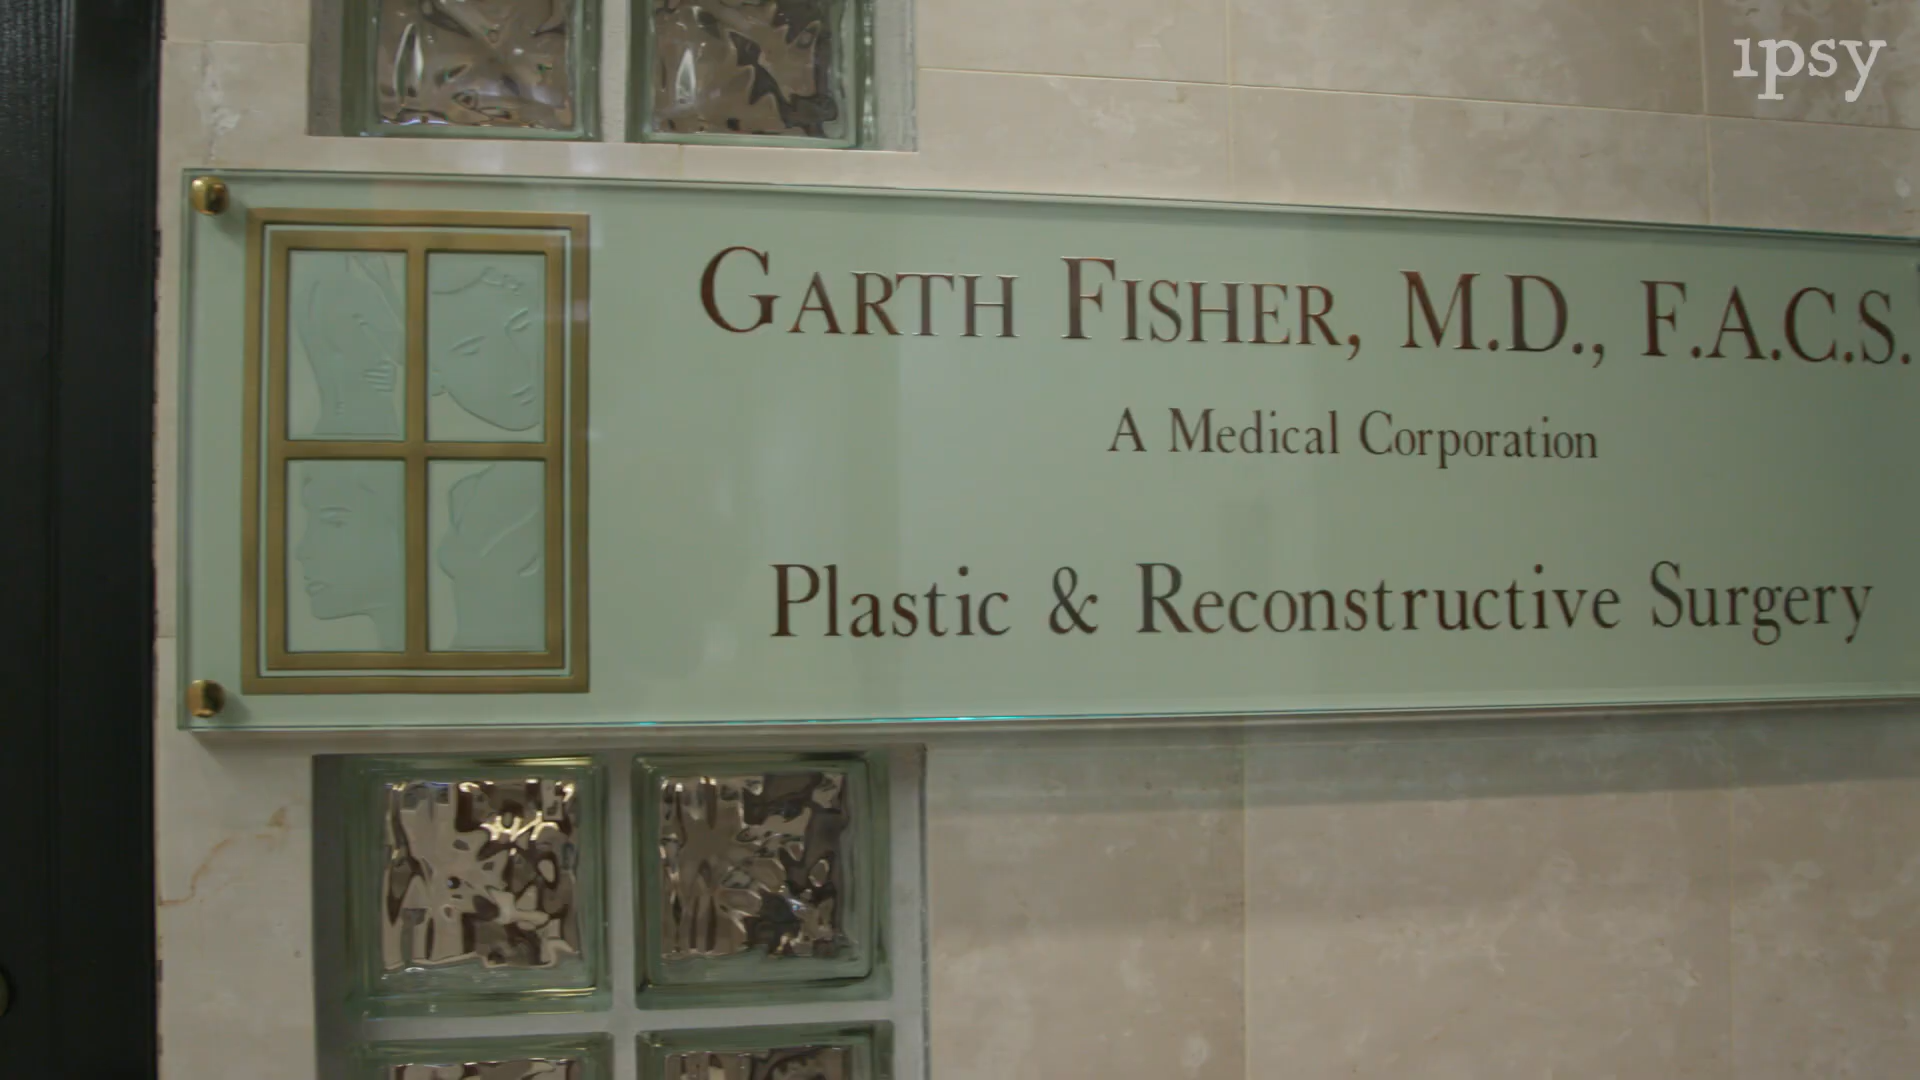 ipsy
GARTH FISHER, M.D., F.A.C.S.
A Medical Corporation
Plastic & Reconstructive Surgery